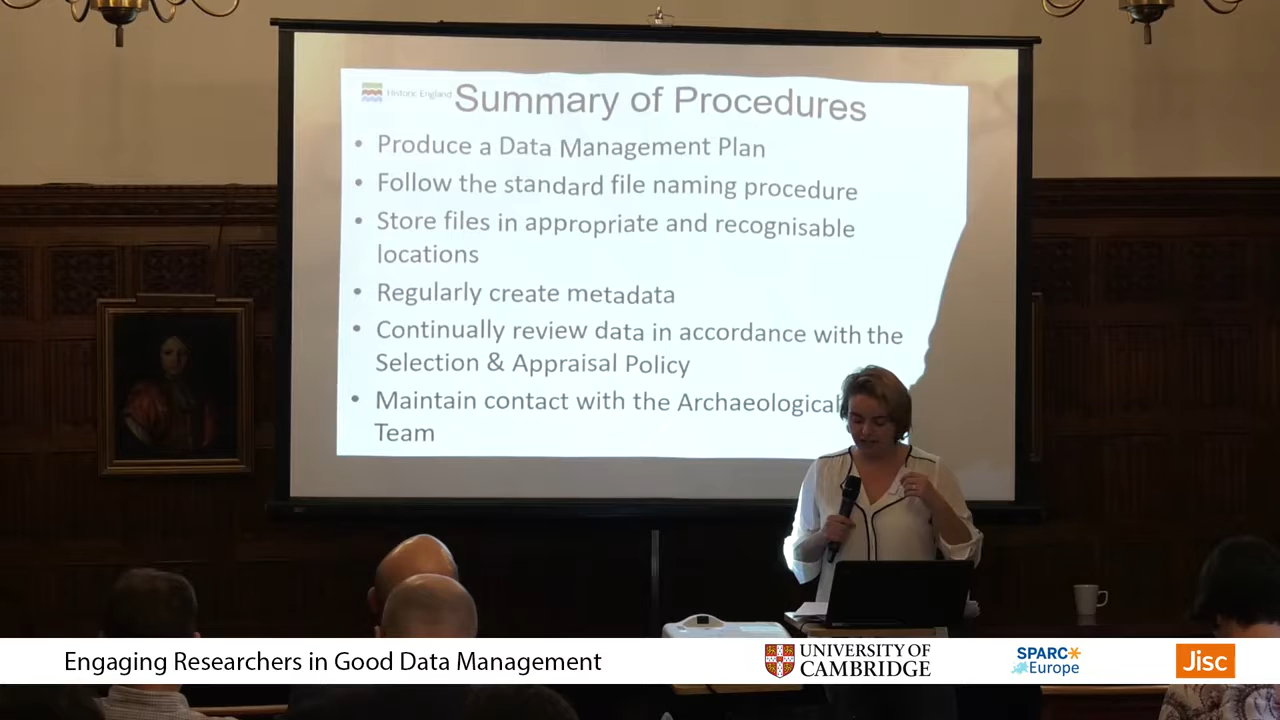 Historic England
Summary of Procedures
• Produce a Data Management Plan
• Follow the standard file naming procedure
• Store files in appropriate and recognisable
locations
• Regularly create metadata
• Continually review data in accordance with the
Selection & Appraisal Policy
• Maintain contact with the Archaeological
Team
Engaging Researchers in Good Data Management
UNIVERSITY OF
CAMBRIDGE
SPARC
Europe
Jisc